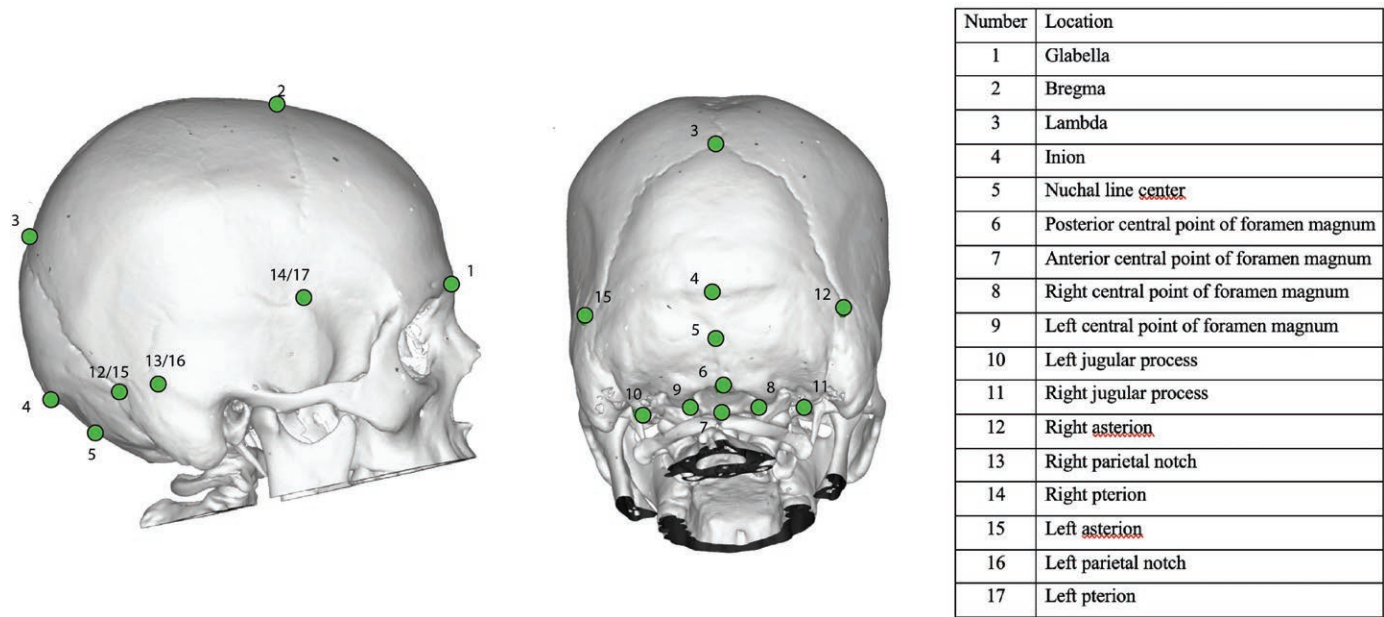 2
3
14/17
1
13/16
12/15
4
5
3
4
15
12
5
6
10
9
8
11
7
Number Location
1 Glabella
2 Bregma
3 Lambda
4 Inion
5 Nuchal line center
6 Posterior central point of foramen magnum
7 Anterior central point of foramen magnum
8 Right central point of foramen magnum
9 Left central point of foramen magnum
10 Left jugular process
11 Right jugular process
12 Right asterion
13 Right parietal notch
14 Right pterion
15 Left asterion
16 Left parietal notch
17 Left pterion